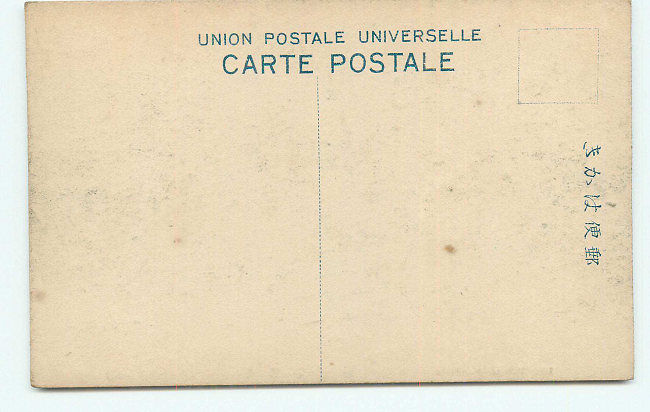 UNION POSTALE UNIVERSELLE
CARTE POSTALE
郵便はかき